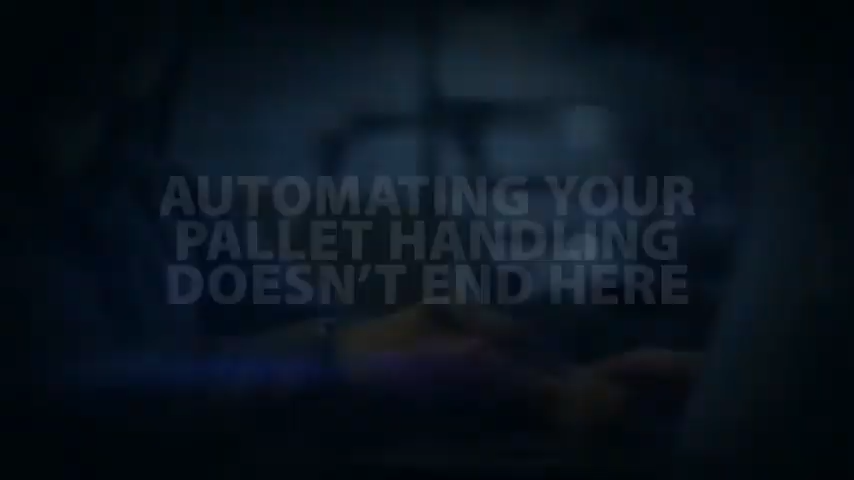 AUTOMATING YOUR
PALLET HANDLING
DOESN'T END HERE